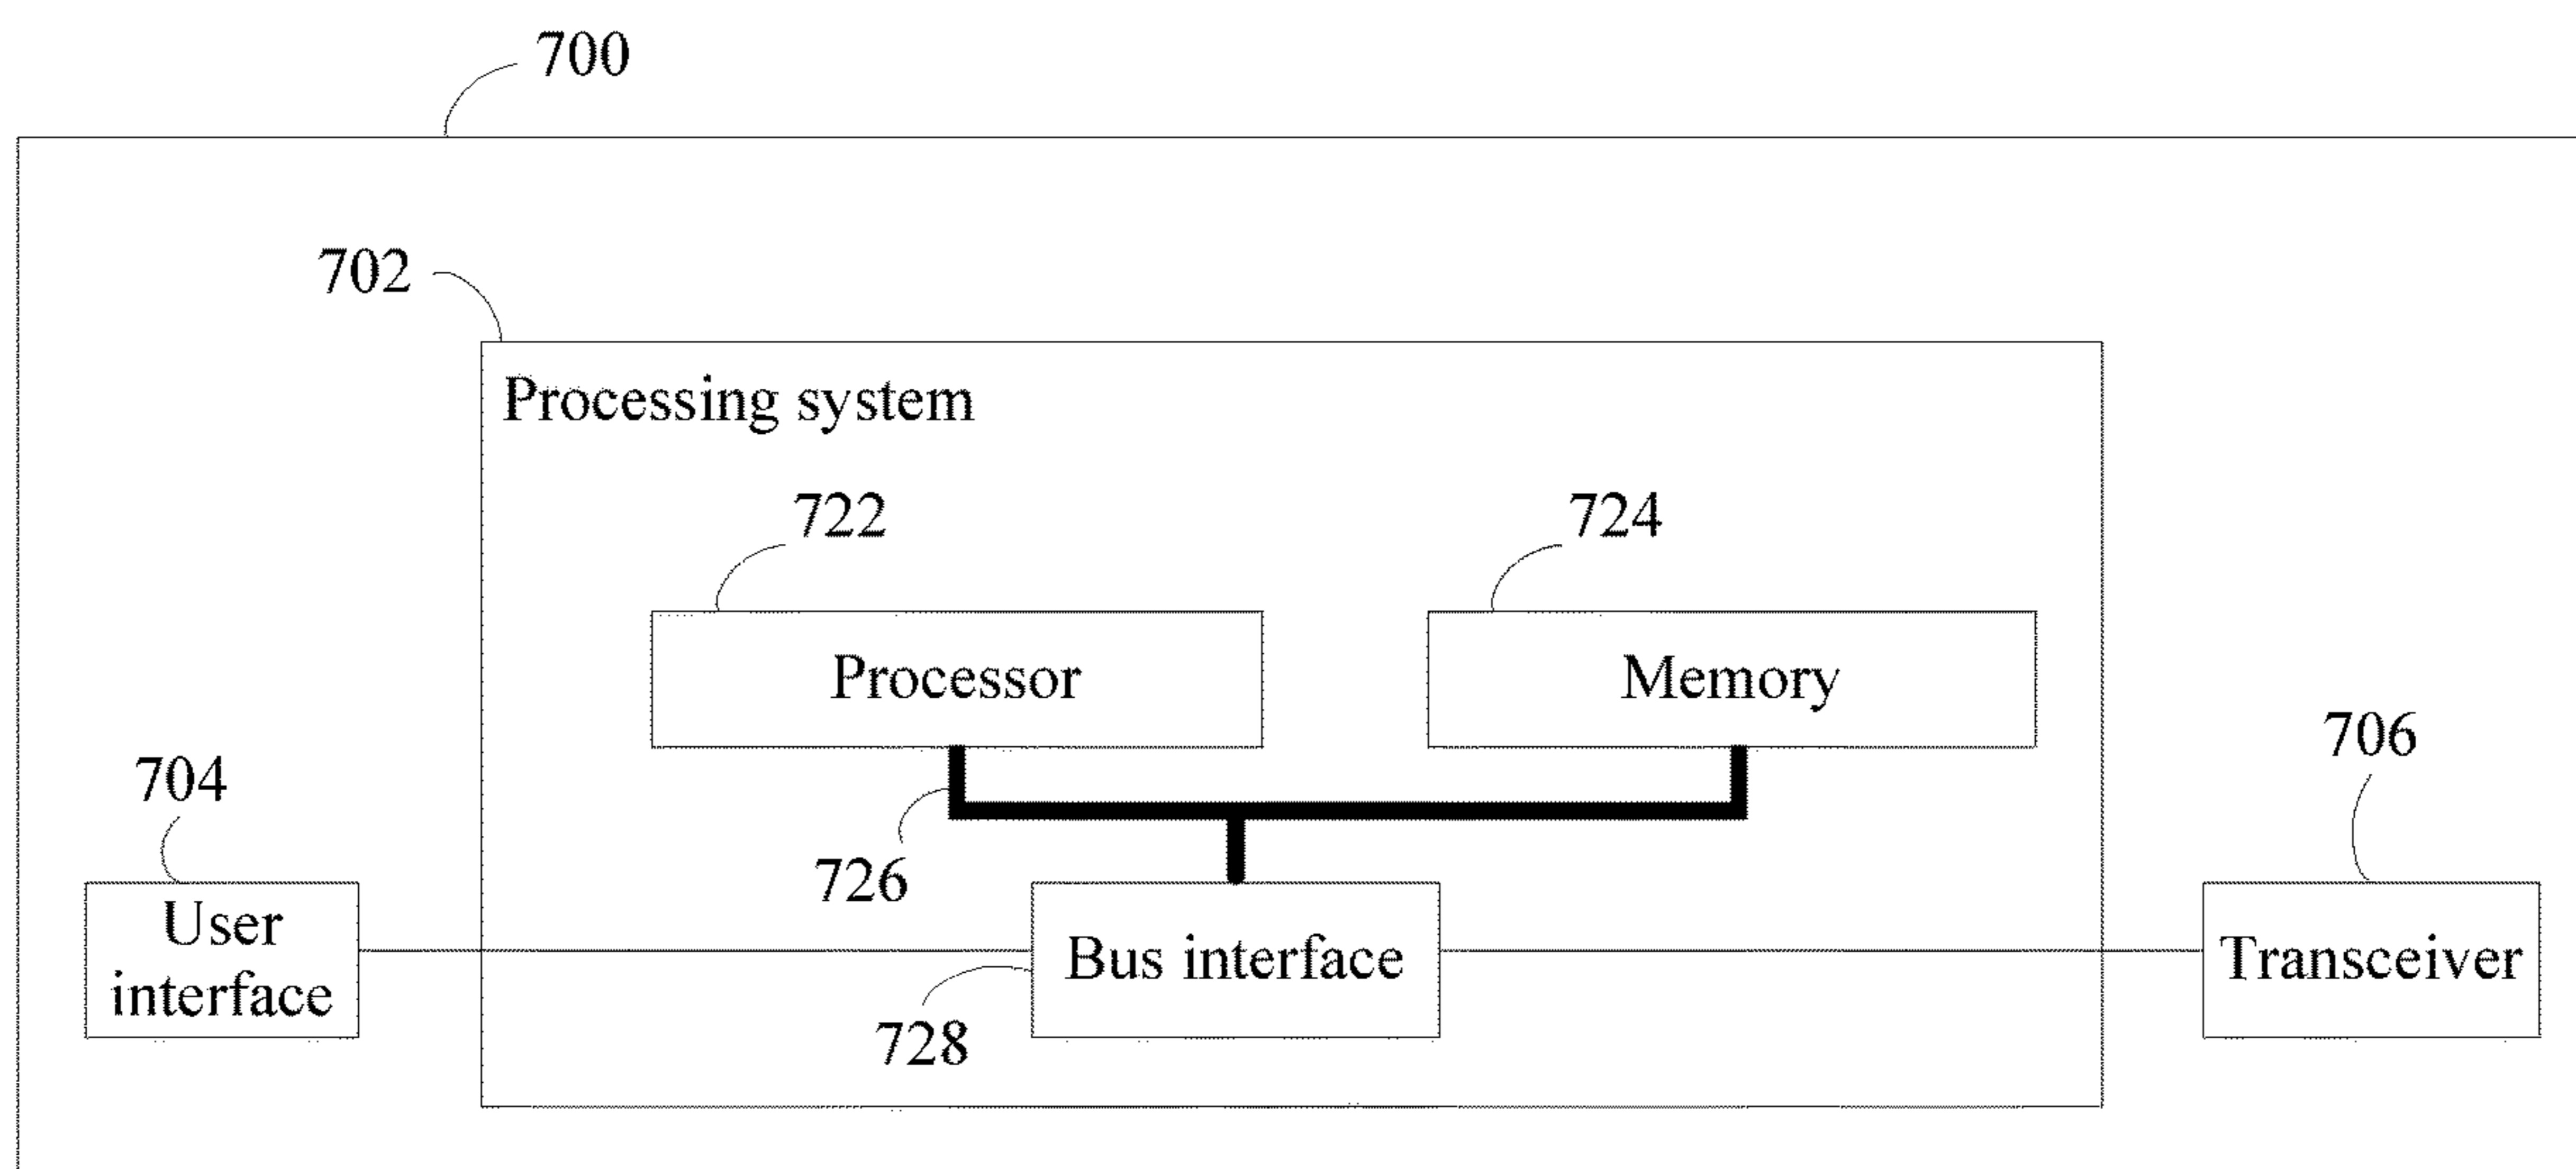 700
702
Processing system
722
724
Processor
Memory
706
704
726
User
interface
Bus interface
Transceiver
728